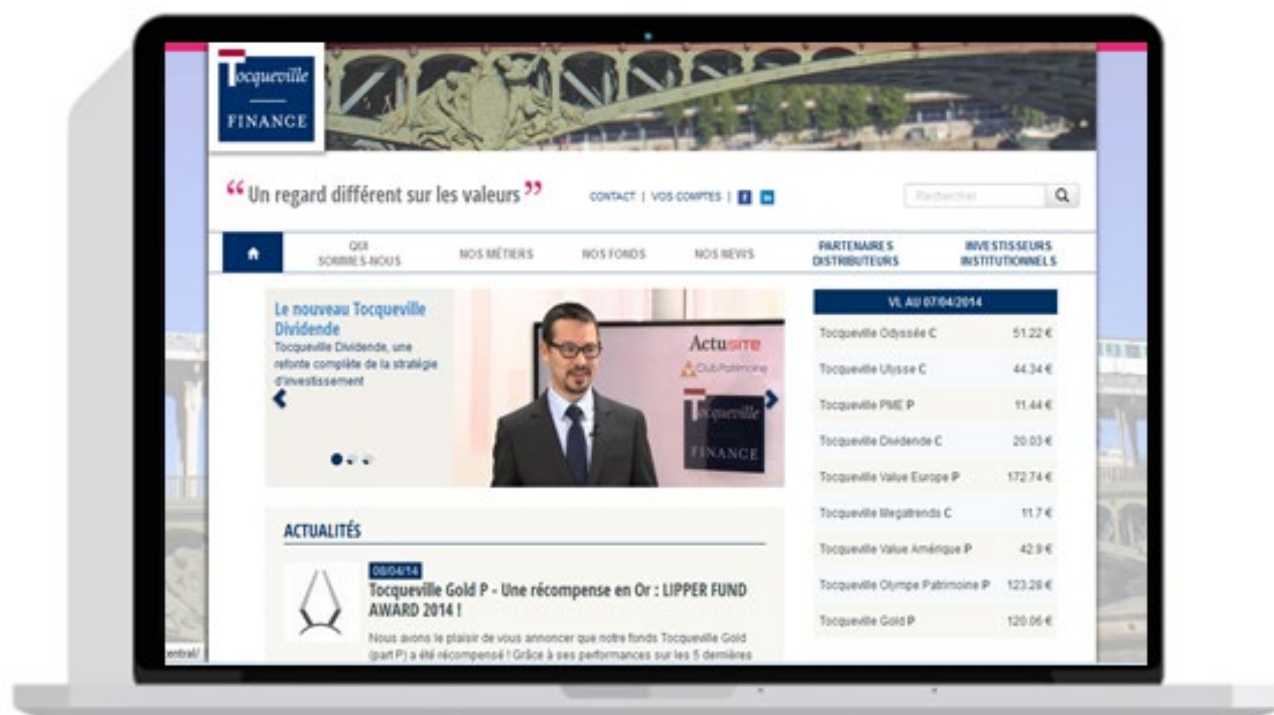 Tocqueville
FINANCE
“ Un regard différent sur les valeurs ”
CONTACT | VOS COMPTES |
Rechercher
QUI
SOMMES-NOUS
NOS MÉTIERS
NOS FONDS
NOS NEWS
PARTENAIRES
DISTRIBUTEURS
INVESTISSEURS
INSTITUTIONNELS
Le nouveau Tocqueville
Dividende
Tocqueville Dividende, une
refonte complète de la stratégie
d'investissement
Actusite
Club Patrimoine
Tocqueville
FINANCE
VL AU 07/04/2014
Tocqueville Odyssée C 51.22 €
Tocqueville Ulysse C 44.34 €
Tocqueville PME P 11.44 €
Tocqueville Dividende C 20.03 €
Tocqueville Value Europe P 172.74 €
Tocqueville Megatrends C 11.7 €
Tocqueville Value Amérique P 42.9 €
Tocqueville Olympe Patrimoine P 123.28 €
Tocqueville Gold P 120.06 €
ACTUALITÉS
08/04/14
Tocqueville Gold P - Une récompense en Or : LIPPER FUND
AWARD 2014 !
Nous avons le plaisir de vous annoncer que notre fonds Tocqueville Gold
(part P) a été récompensé ! Grâce à ses performances sur les 5 dernières
entral/